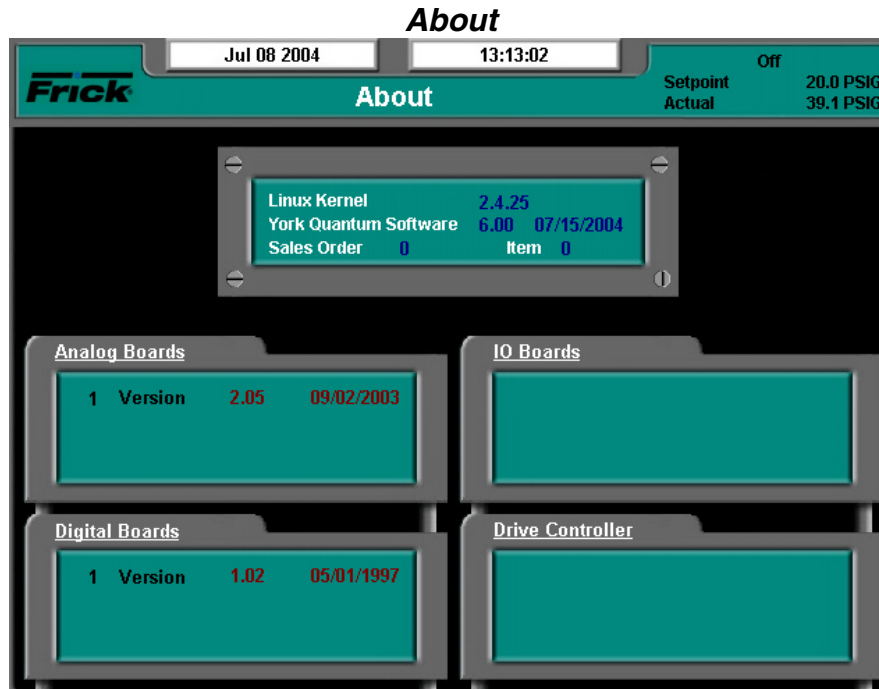 About
Jul 08 2004 13:13:02 Off
Frick About Setpoint 20.0 PSIG
Actual 39.1 PSIG
Linux Kernel 2.4.25
York Quantum Software 6.00 07/15/2004
Sales Order 0 Item 0
Analog Boards
1 Version 2.05 09/02/2003
IO Boards
Digital Boards
1 Version 1.02 05/01/1997
Drive Controller